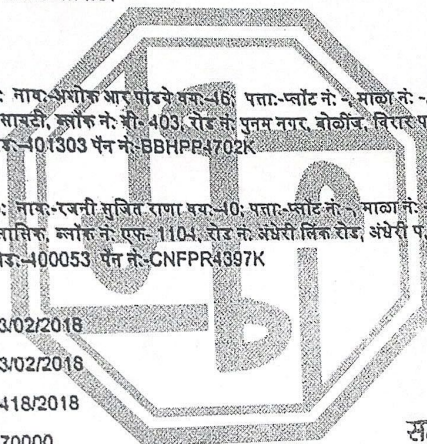 : नाव:-अशोक आर पांडये वय:-46; पत्ता:-प्लॉट नं: -, माळा नं: -
सायटी, ब्लॉक नं: बी- 403, रोड नं: पुनम नगर, बोळींज, विरार प
ड:-401303 पॅन नं:-BBHPP4702K
: नाव:-रजनी सुजित राणा वय:-40; पत्ता:-प्लॉट नं: -, माळा नं: -
लासिक, ब्लॉक नं: एफ- 1104, रोड नं: अंधेरी लिंक रोड, अंधेरी प
ड:-400053 पॅन नं:-CNFPR4397K
3/02/2018
3/02/2018
418/2018
70000